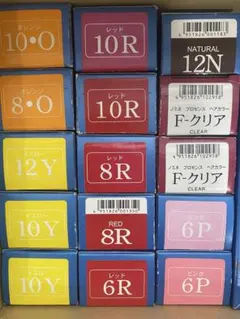 オレンジ
10・O
レッド
10R
NATURAL
12N
オレンジ
8・O
レッド
10R
ノミネ プロセンス ヘアカラー
F-クリア
CLEAR
イエロー
12Y
レッド
8R
ノミネ プロセンス ヘアカラー
F-クリア
CLEAR
イエロー
10Y
RED
8R
ピンク
6P
イエロー
10Y
レッド
6R
ピンク
6P